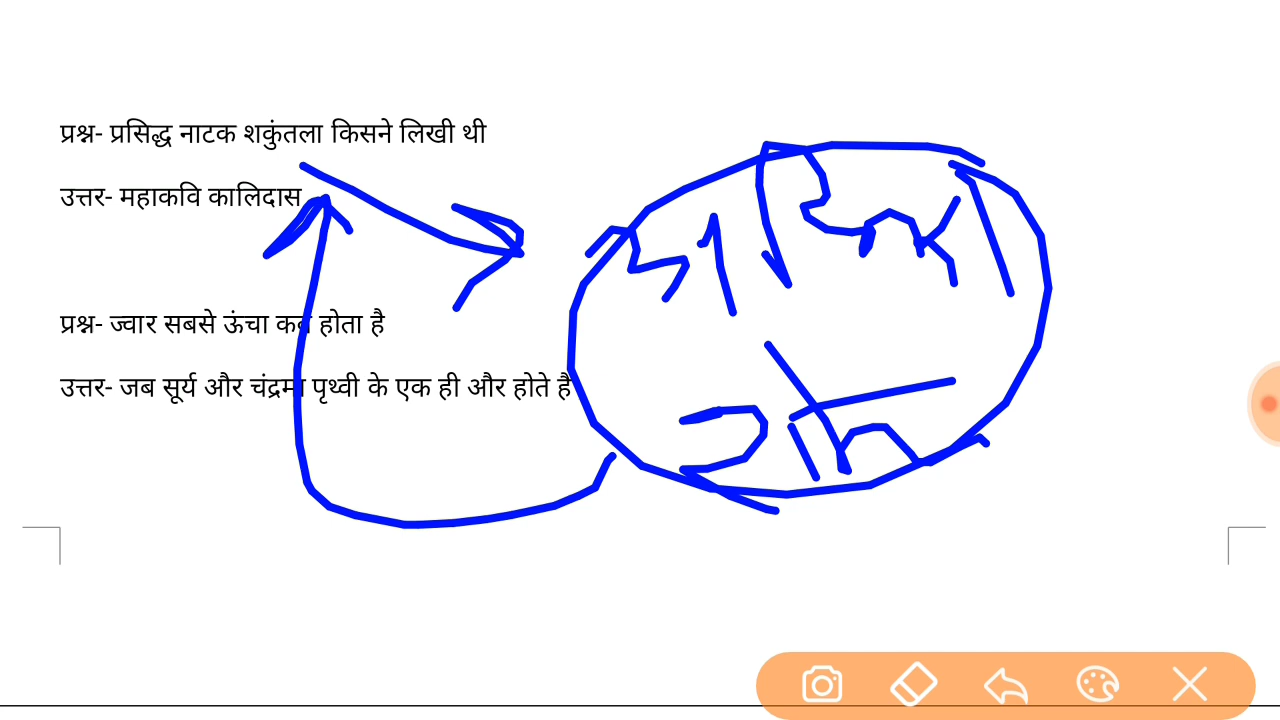 प्रश्न- प्रसिद्ध नाटक शकुंतला किसने लिखी थी
उत्तर- महाकवि कालिदास
प्रश्न- ज्वार सबसे ऊंचा कब होता है
उत्तर- जब सूर्य और चंद्रमा पृथ्वी के एक ही और होते है